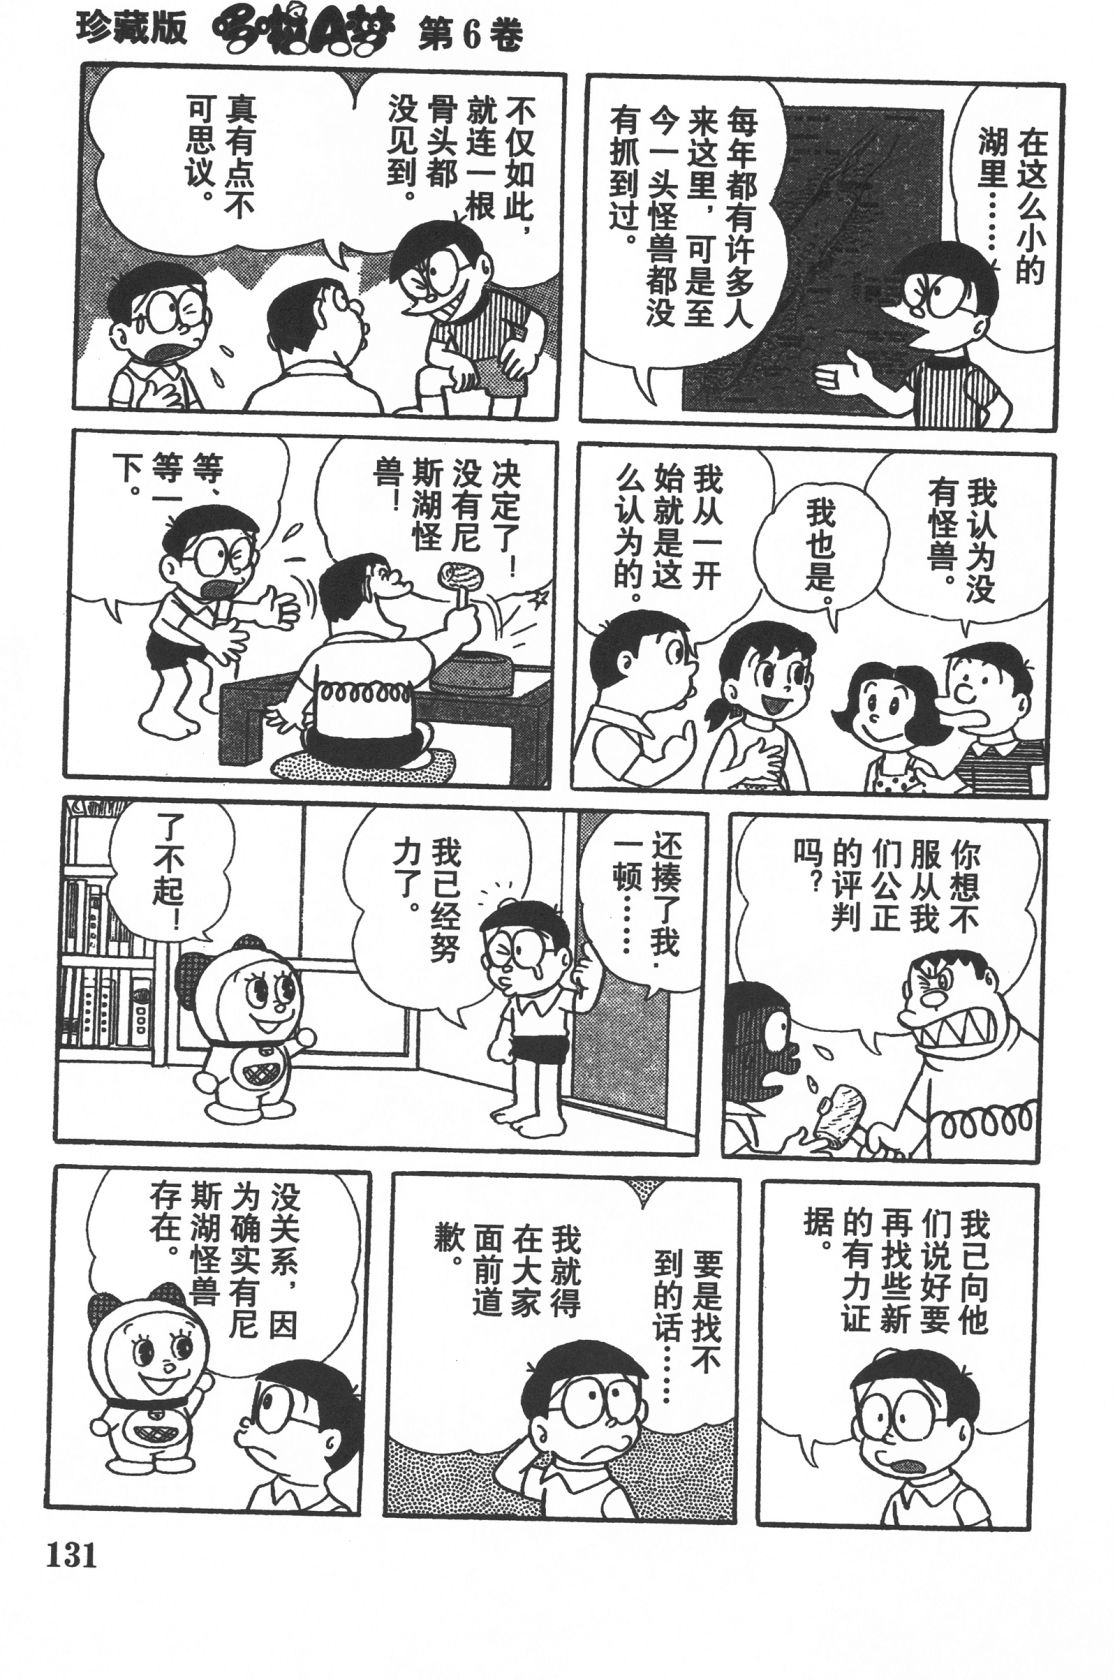 珍藏版 哆啦A梦 第6卷
在这么小的
湖里……
每年都有许多人
来这里，可是至
今一头怪兽都没
有抓到过。
不仅如此，
就连一根
骨头都
没见到。
真有点不
可思议。
我认为没
有怪兽。
我也是。
我从一开
始就是这
么认为的。
决定了！
没有尼
斯湖怪
兽！
等、
等一
下。
你想不
服从我
们公正
的评判
吗？
还揍了我
一顿……
我已经努
力了。
了不起！
我已向他
们说好要
再找些新
的有力证
据。
要是找不
到的话……
我就得
在大家
面前道
歉。
没关系，因
为确实有尼
斯湖怪兽
存在。
131